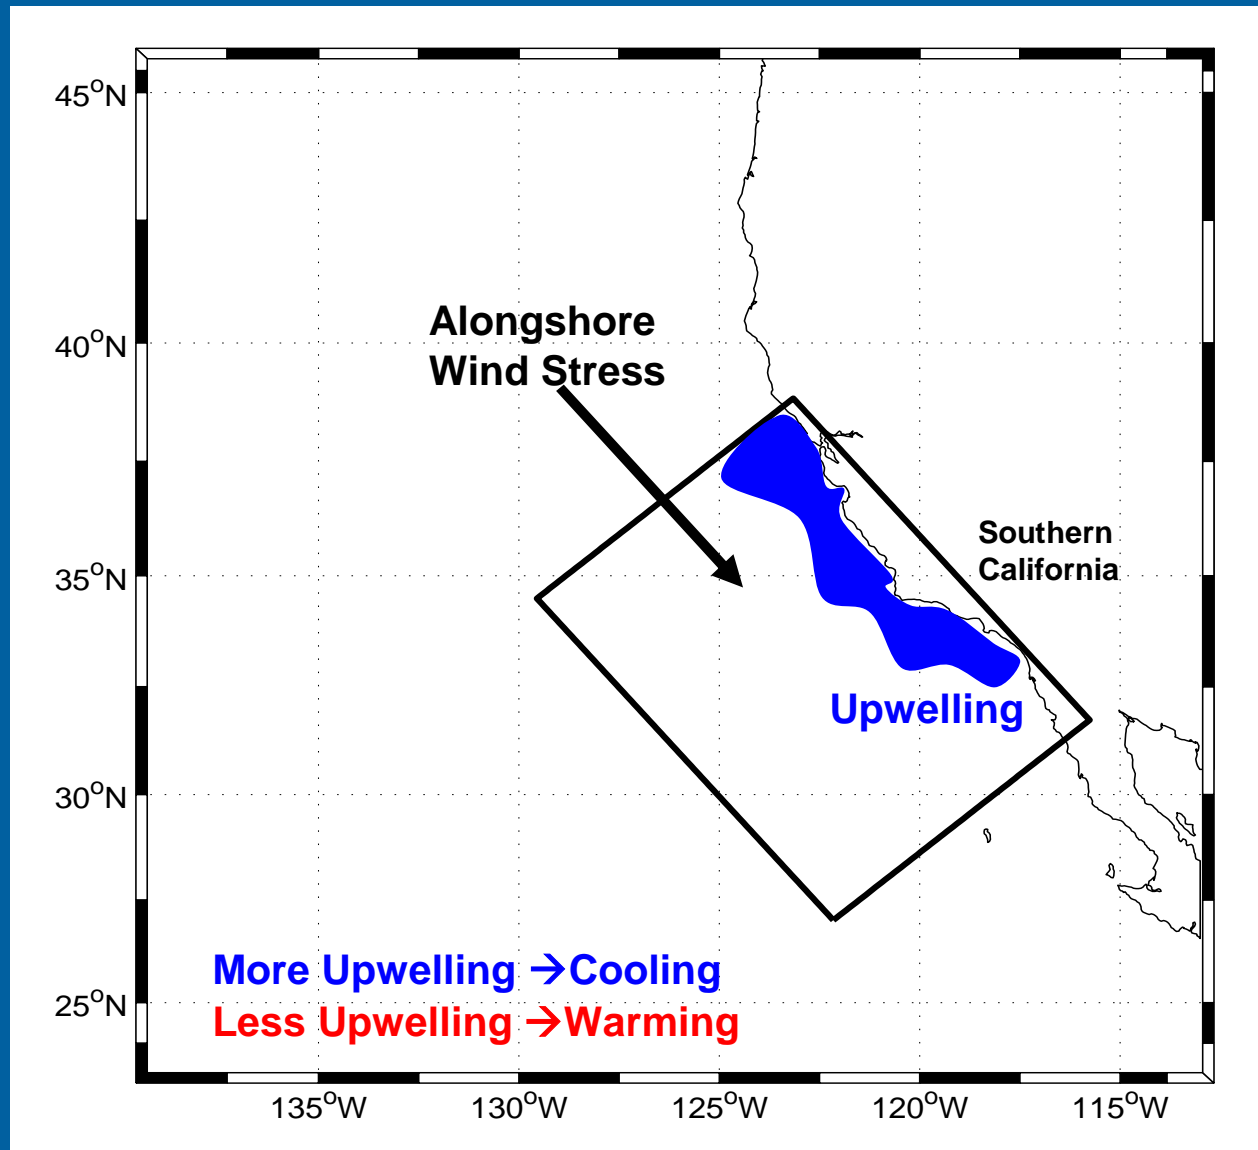 45°N
40°N
35°N
30°N
25°N
Alongshore
Wind Stress
Southern
California
Upwelling
More Upwelling →Cooling
Less Upwelling →Warming
135°W 130°W 125°W 120°W 115°W